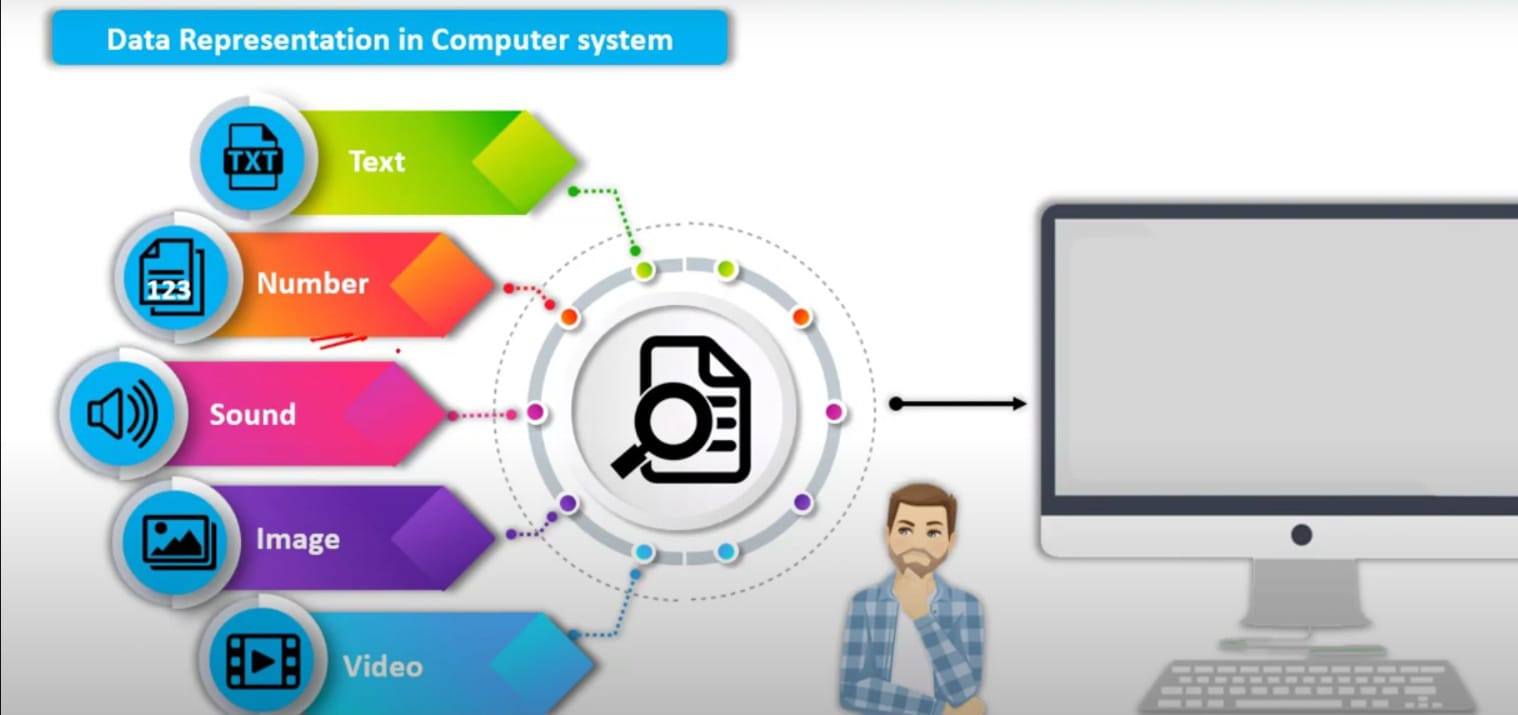 Data Representation in Computer system
TXT
Text
123
Number
Sound
Image
Video